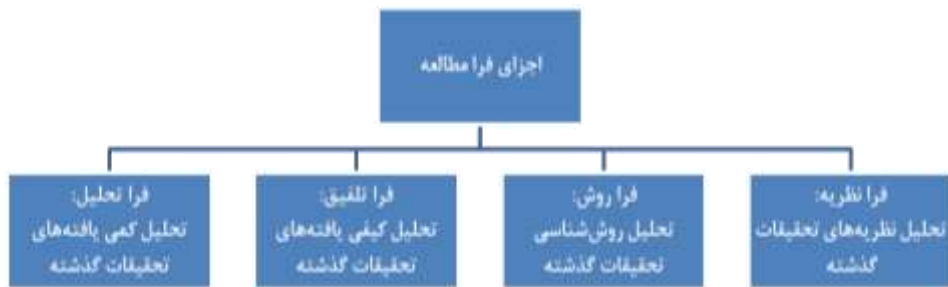 اجزای فرا مطالعه
فرا نظریه:
تحلیل نظریه‌های تحقیقات
گذشته
فرا روش:
تحلیل روش‌شناسی
تحقیقات گذشته
فرا تلفیق:
تحلیل کیفی یافته‌های
تحقیقات گذشته
فرا تحلیل:
تحلیل کمی یافته‌های
تحقیقات گذشته